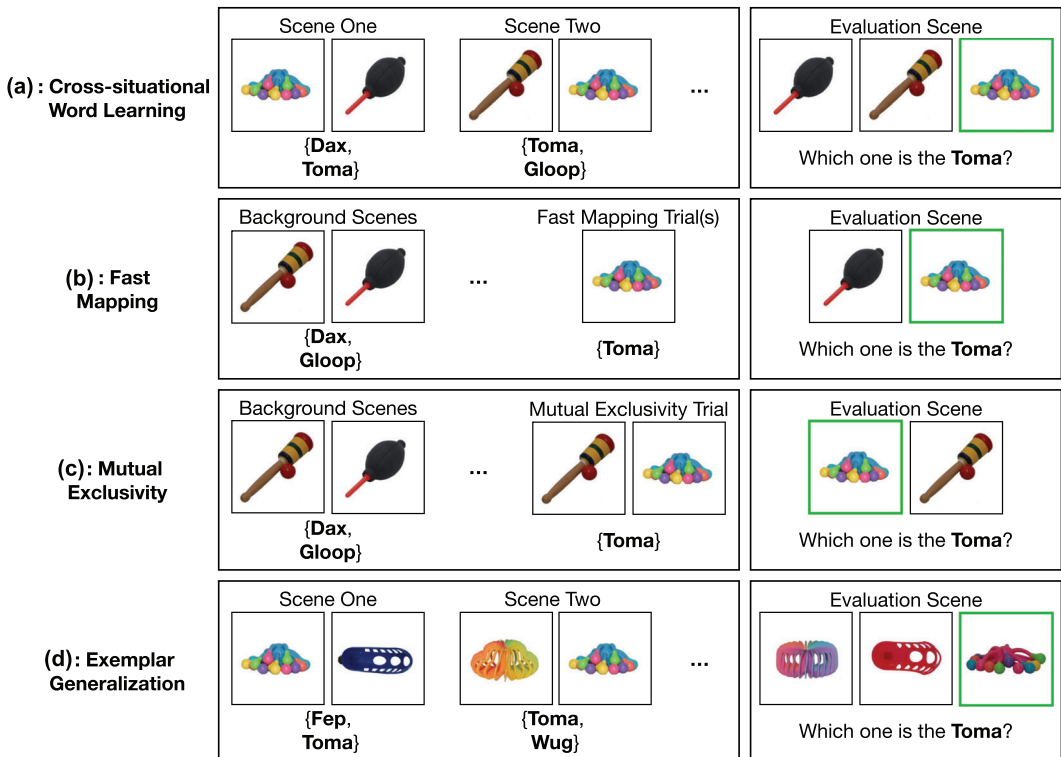 (a) : Cross-situational
Word Learning
Scene One
Scene Two
{Dax,
Toma}
{Toma,
Gloop}
...
Evaluation Scene
Which one is the Toma?
(b) : Fast
Mapping
Background Scenes
Fast Mapping Trial(s)
{Dax,
Gloop}
...
{Toma}
Evaluation Scene
Which one is the Toma?
(c) : Mutual
Exclusivity
Background Scenes
Mutual Exclusivity Trial
{Dax,
Gloop}
...
{Toma}
Evaluation Scene
Which one is the Toma?
(d) : Exemplar
Generalization
Scene One
Scene Two
{Fep,
Toma}
{Toma,
Wug}
...
Evaluation Scene
Which one is the Toma?